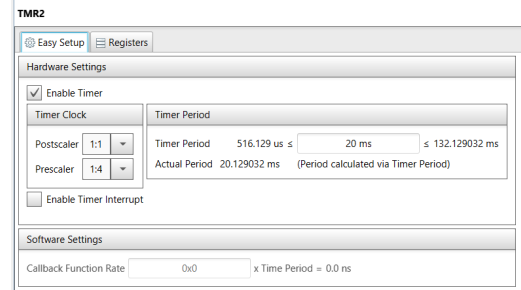 TMR2
Easy Setup Registers
Hardware Settings
Enable Timer
Timer Clock
Postscaler 1:1
Prescaler 1:4
Timer Period
Timer Period 516.129 us ≤ 20 ms ≤ 132.129032 ms
Actual Period 20.129032 ms (Period calculated via Timer Period)
Enable Timer Interrupt
Software Settings
Callback Function Rate 0x0 x Time Period = 0.0 ns